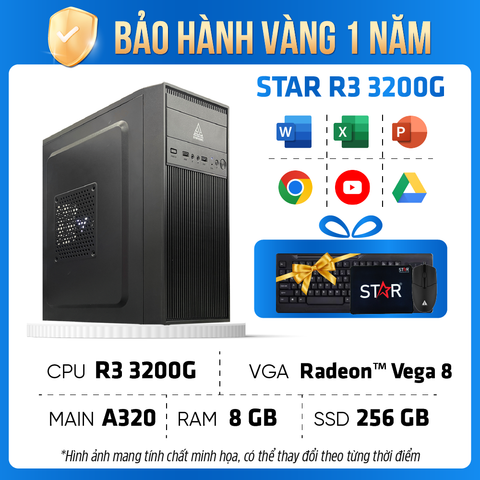 BẢO HÀNH VÀNG 1 NĂM
STAR R3 3200G
W X P
STAR
STAR
CPU R3 3200G
VGA Radeon™ Vega 8
MAIN A320
RAM 8 GB
SSD 256 GB
*Hình ảnh mang tính chất minh họa, có thể thay đổi theo từng thời điểm